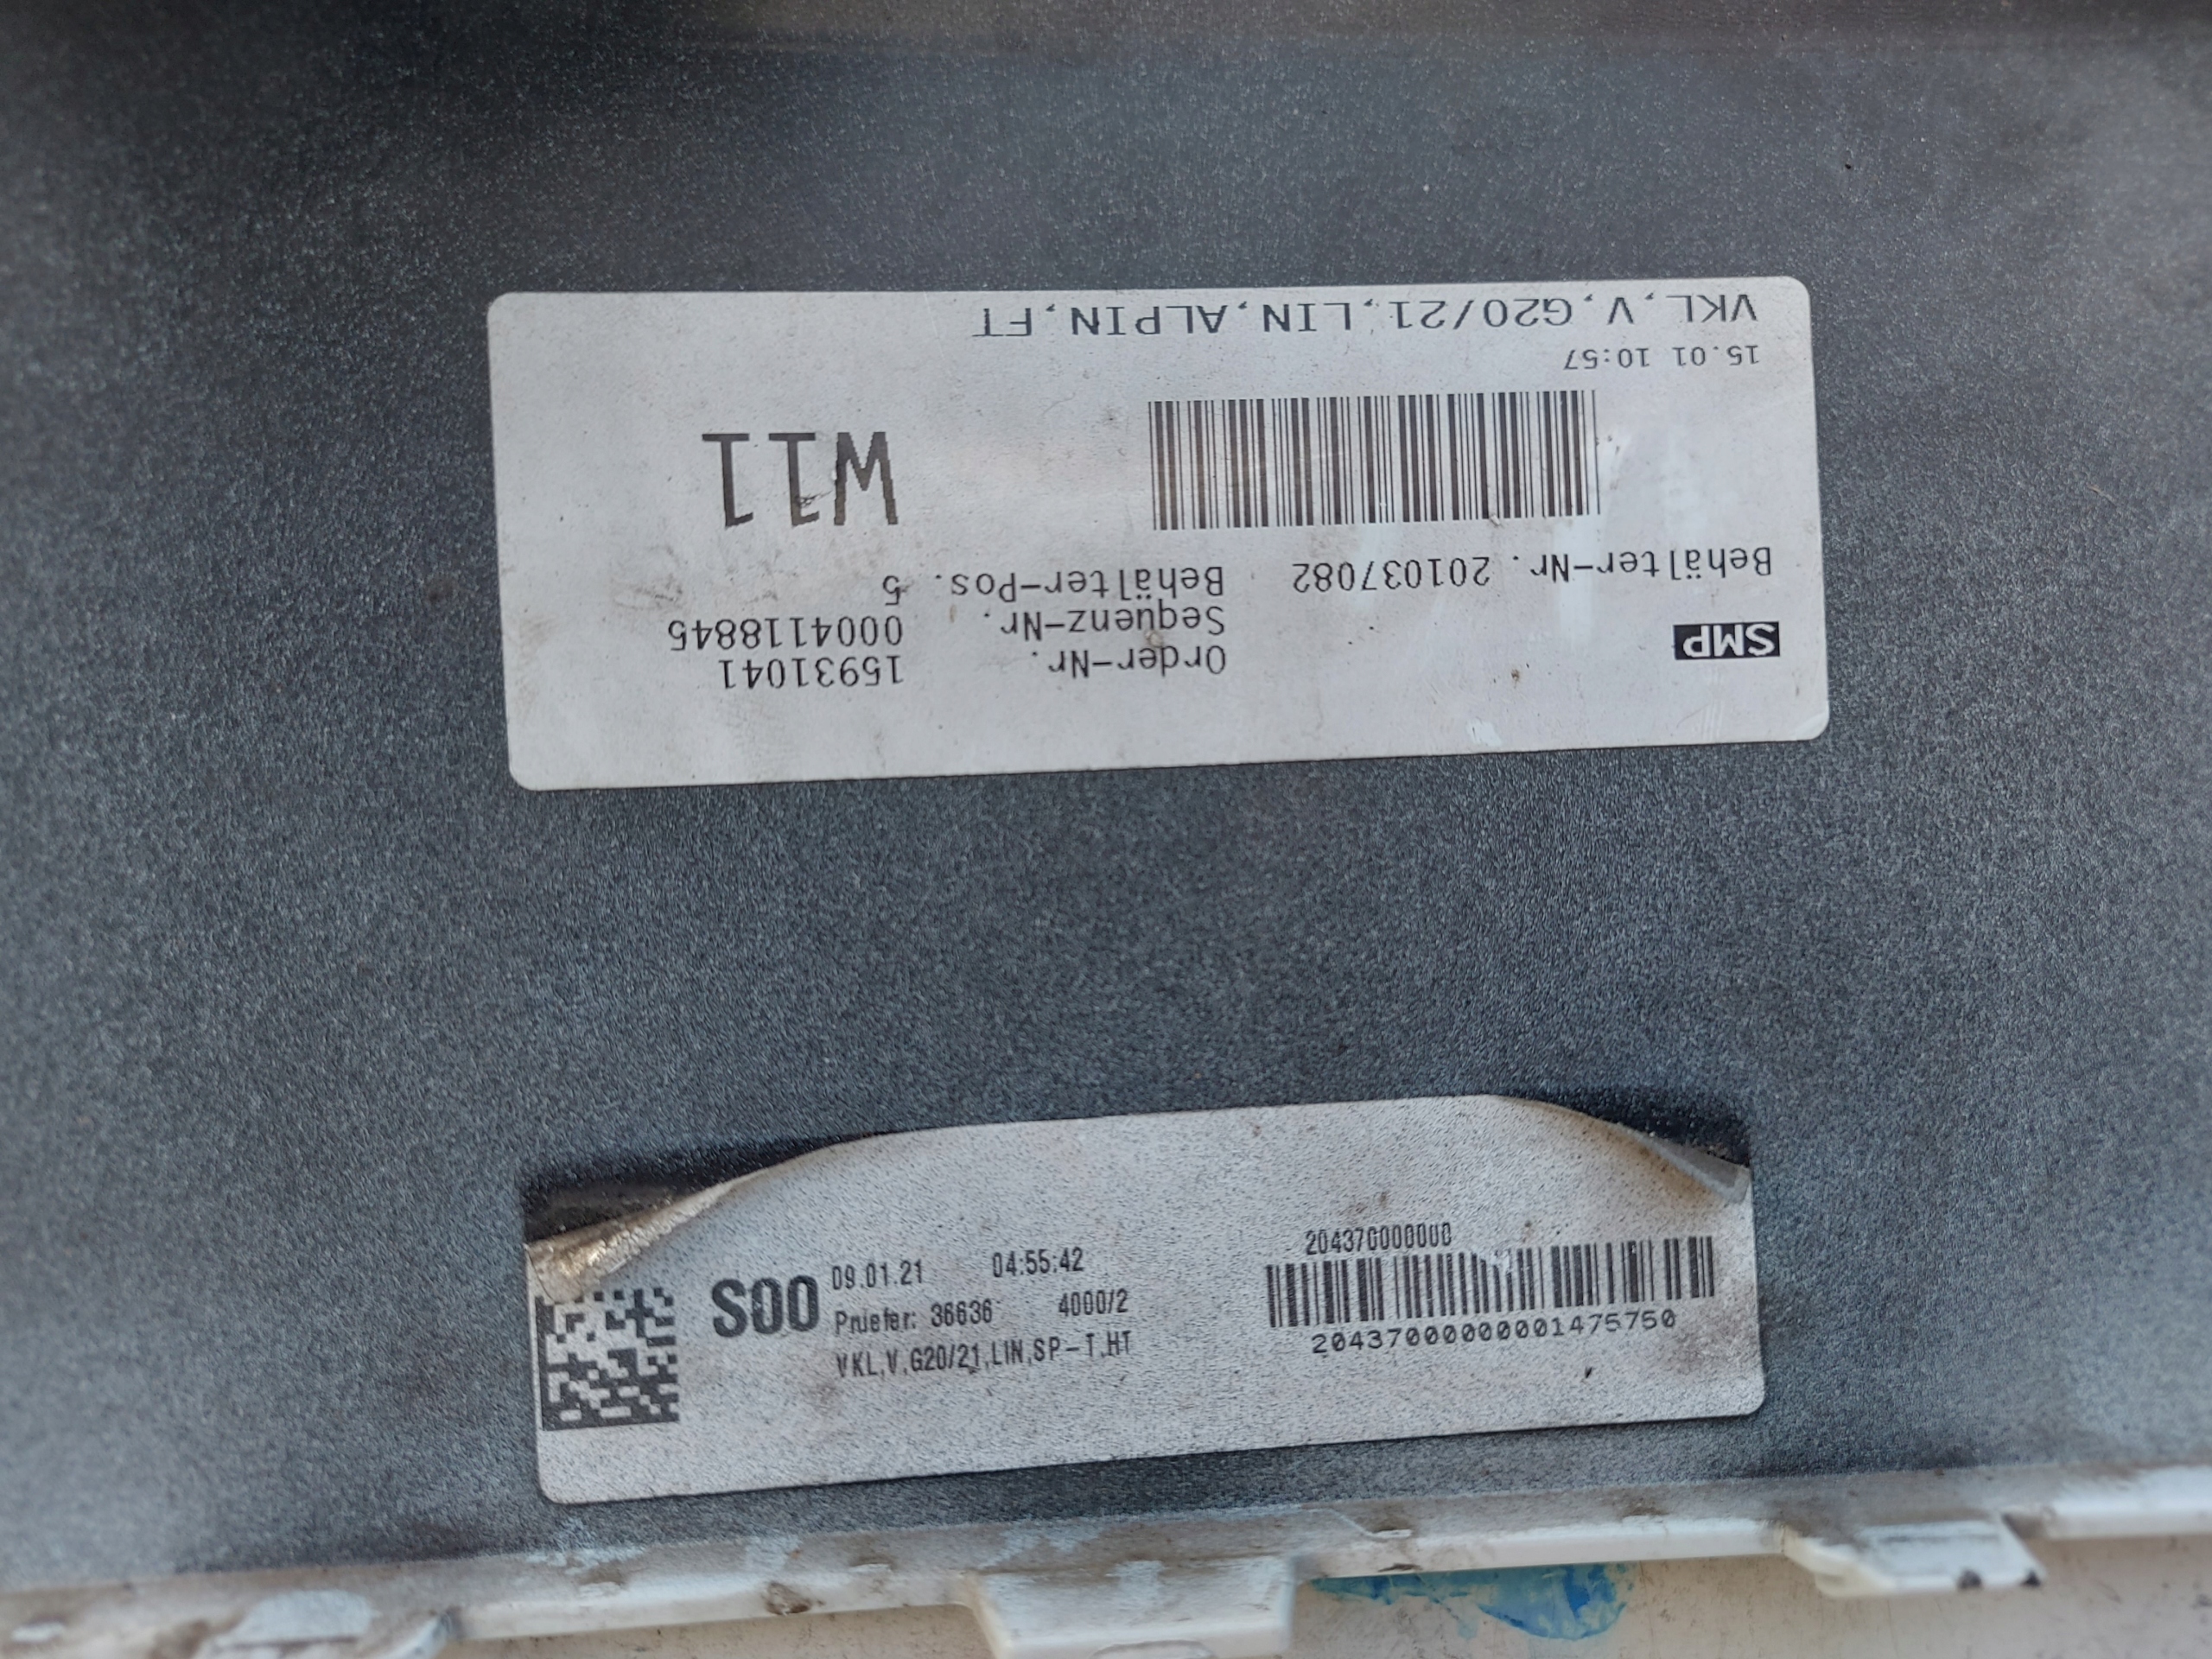 VKL,V,G20/21,LIN,ALPIN,FT
15.01 10:57
W11
Behälter-Nr. 201037082
Behälter-Pos. 5
Sequenz-Nr. 0004118845
Order-Nr. 15931041
SMP
S00
09.01.21 04:55:42
Pruefer: 36636 4000/2
VKL,V,G20/21,LIN,SP-T,HT
204370000000
20437000000001475750